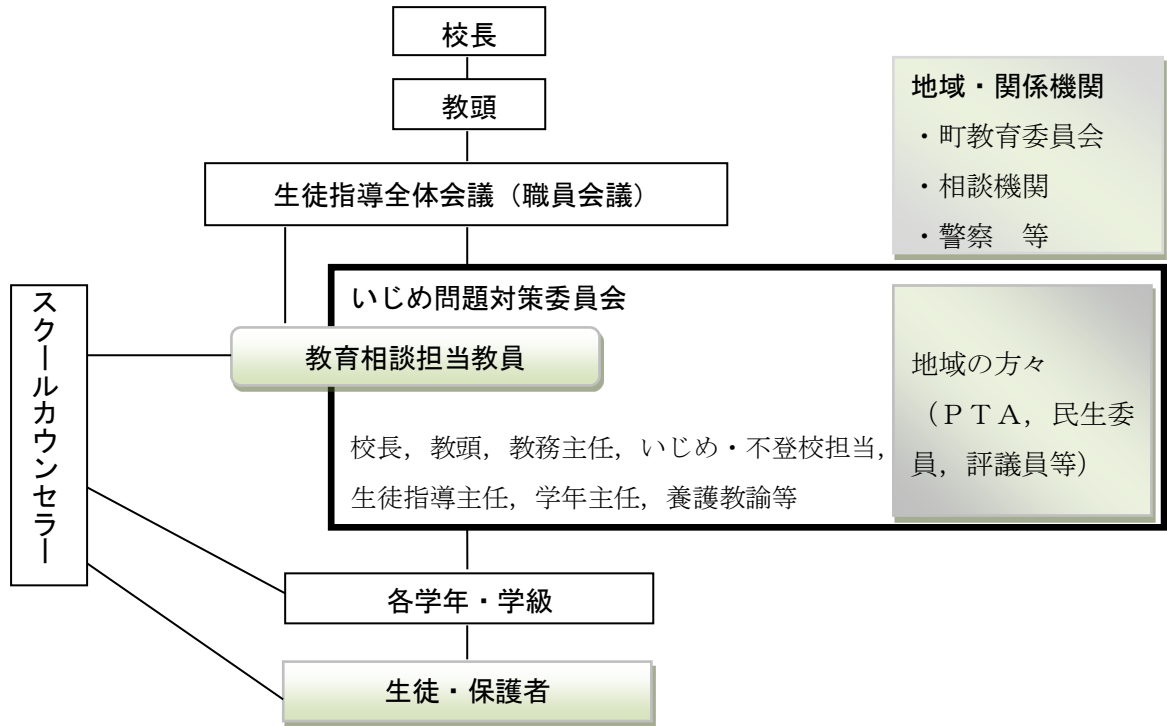 校長
教頭
生徒指導全体会議（職員会議）
地域・関係機関
・町教育委員会
・相談機関
・警察　等
スクールカウンセラー
いじめ問題対策委員会
教育相談担当教員
校長，教頭，教務主任，いじめ・不登校担当，
生徒指導主任，学年主任，養護教諭等
地域の方々
（ＰＴＡ，民生委
員，評議員等）
各学年・学級
生徒・保護者